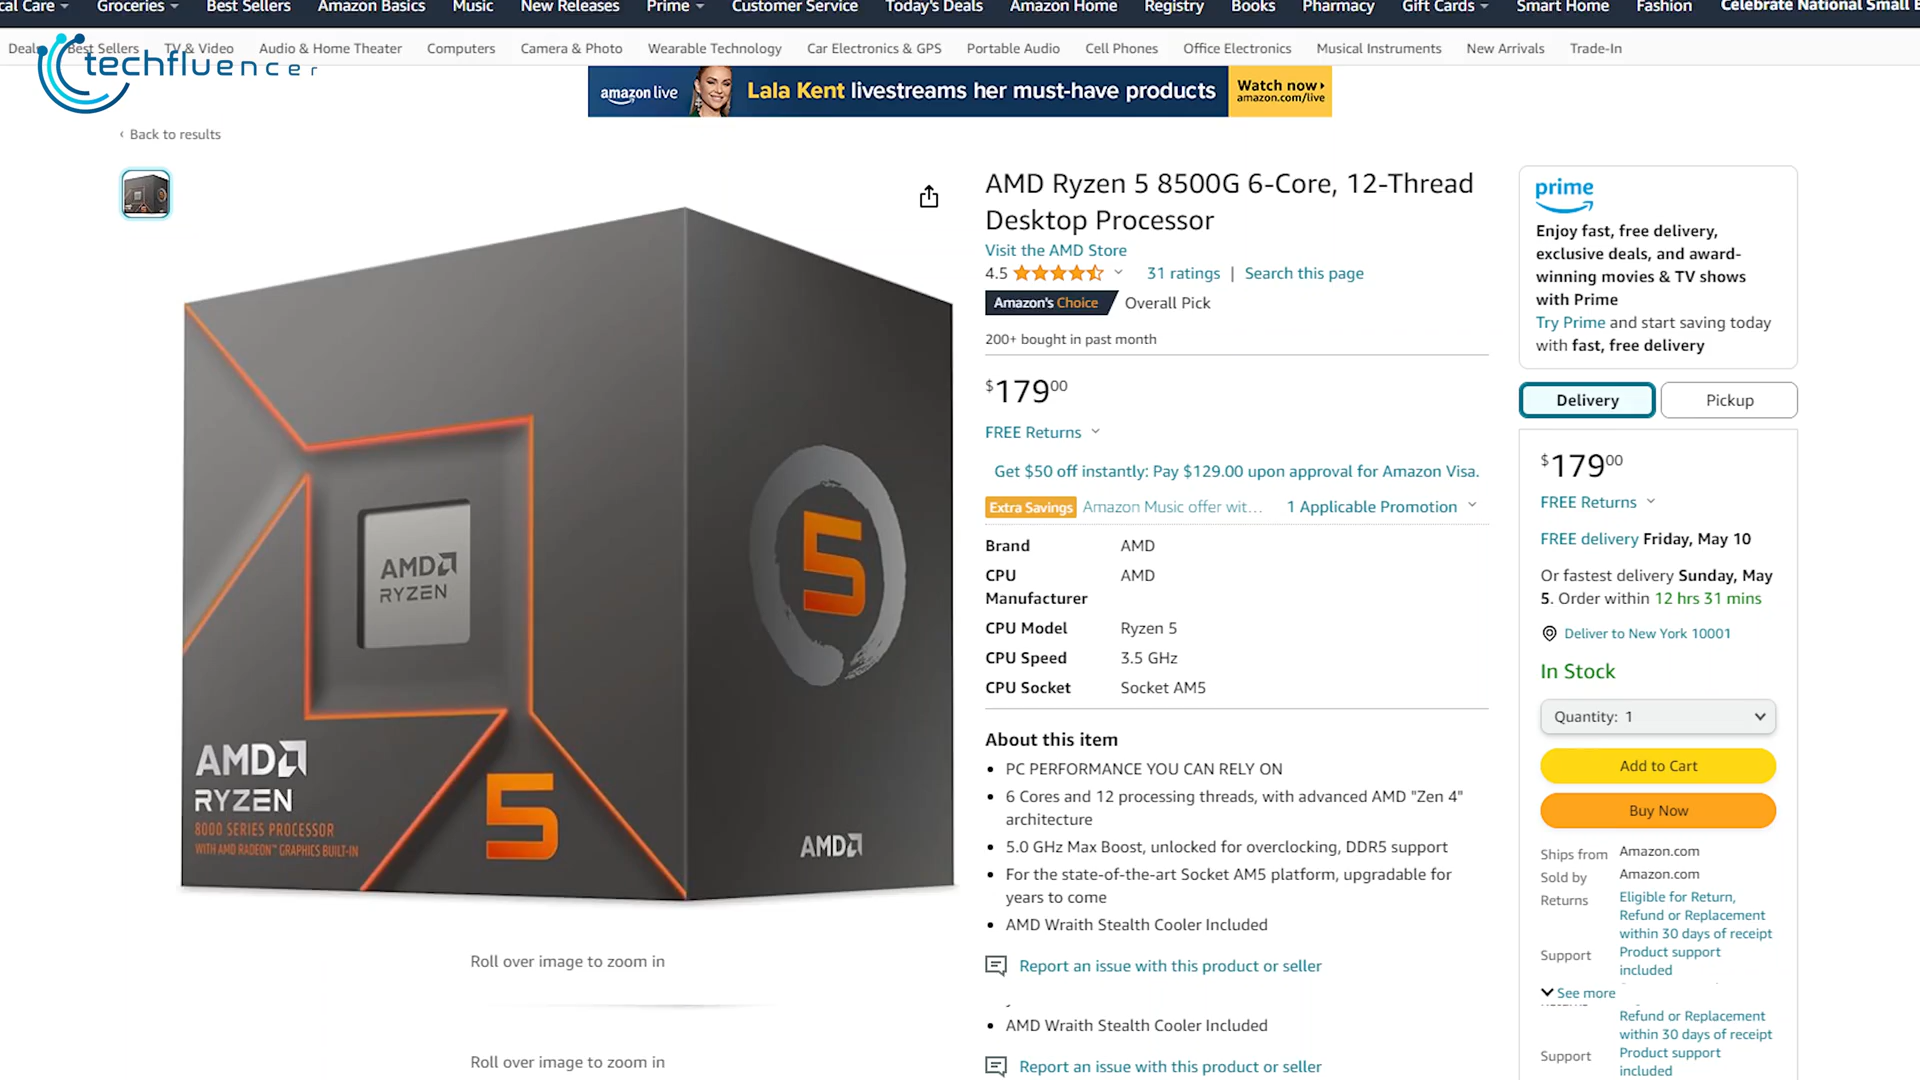 cal Care
Groceries
Best Sellers
Amazon Basics
Music
New Releases
Prime
Customer Service
Today's Deals
Amazon Home
Registry
Books
Pharmacy
Gift Cards
Smart Home
Fashion
Celebrate National Small
Deals
Best Sellers
TV & Video
Audio & Home Theater
Computers
Camera & Photo
Wearable Technology
Car Electronics & GPS
Portable Audio
Cell Phones
Office Electronics
Musical Instruments
New Arrivals
Trade-In
techfluencer
amazon live
Lala Kent livestreams her must-have products
Watch now
amazon.com/live
‹ Back to results
AMD
RYZEN
5
AMD
RYZEN
8000 SERIES PROCESSOR
WITH AMD RADEON™ GRAPHICS BUILT-IN
5
AMD
Roll over image to zoom in
Roll over image to zoom in
AMD Ryzen 5 8500G 6-Core, 12-Thread
Desktop Processor
Visit the AMD Store
4.5
31 ratings | Search this page
Amazon's Choice
Overall Pick
200+ bought in past month
$179.00
FREE Returns
Get $50 off instantly: Pay $129.00 upon approval for Amazon Visa.
Extra Savings Amazon Music offer wit... 1 Applicable Promotion
Brand AMD
CPU AMD
Manufacturer
CPU Model Ryzen 5
CPU Speed 3.5 GHz
CPU Socket Socket AM5
About this item
• PC PERFORMANCE YOU CAN RELY ON
• 6 Cores and 12 processing threads, with advanced AMD "Zen 4"
architecture
• 5.0 GHz Max Boost, unlocked for overclocking, DDR5 support
• For the state-of-the-art Socket AM5 platform, upgradable for
years to come
• AMD Wraith Stealth Cooler Included
Report an issue with this product or seller
• AMD Wraith Stealth Cooler Included
Report an issue with this product or seller
prime
Enjoy fast, free delivery,
exclusive deals, and award-
winning movies & TV shows
with Prime
Try Prime and start saving today
with fast, free delivery
Delivery
Pickup
$179.00
FREE Returns
FREE delivery Friday, May 10
Or fastest delivery Sunday, May
5. Order within 12 hrs 31 mins
Deliver to New York 10001
In Stock
Quantity: 1
Add to Cart
Buy Now
Ships from Amazon.com
Sold by Amazon.com
Returns Eligible for Return,
Refund or Replacement
within 30 days of receipt
Support Product support
included
See more
Refund or Replacement
within 30 days of receipt
Support Product support
included